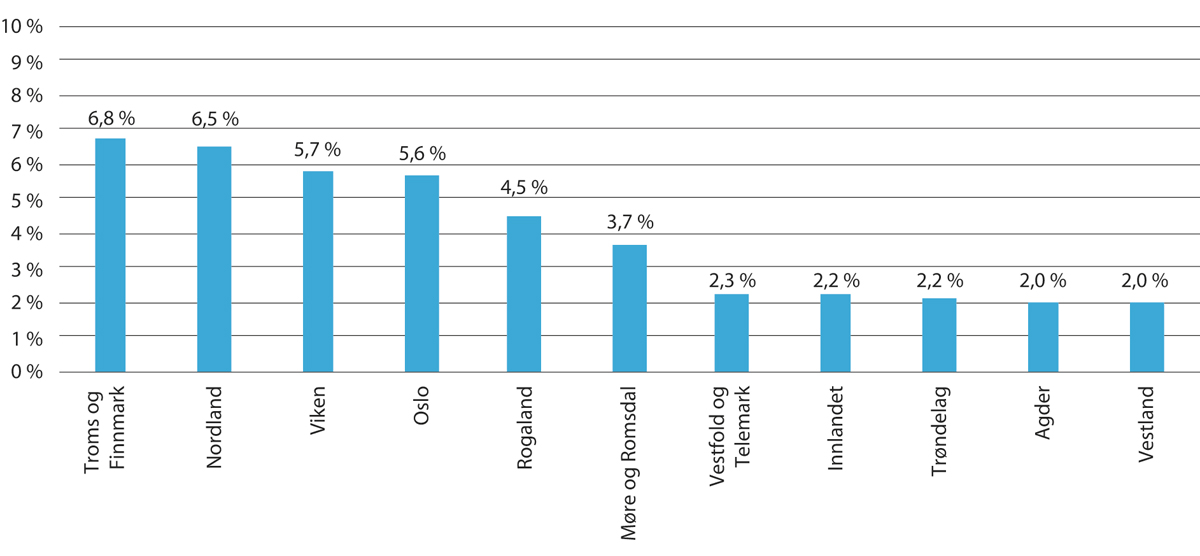 10 %
9 %
8 %
7 %
6 %
5 %
4 %
3 %
2 %
1 %
0 %
6,8 %
6,5 %
5,7 %
5,6 %
4,5 %
3,7 %
2,3 %
2,2 %
2,2 %
2,0 %
2,0 %
Troms og
Finnmark
Nordland
Viken
Oslo
Rogaland
Møre og Romsdal
Vestfold og
Telemark
Innlandet
Trøndelag
Agder
Vestland